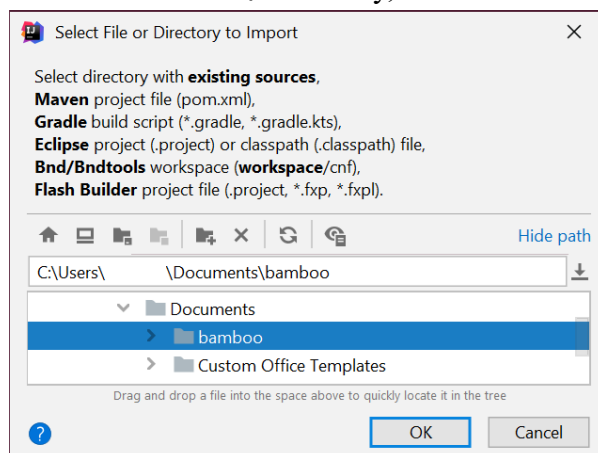 Select File or Directory to Import
Select directory with existing sources,
Maven project file (pom.xml),
Gradle build script (*.gradle, *.gradle.kts),
Eclipse project (.project) or classpath (.classpath) file,
Bnd/Bndtools workspace (workspace/cnf),
Flash Builder project file (.project, *.fxp, *.fxpl).
Hide path
C:\Users\ \Documents\bamboo
Documents
bamboo
Custom Office Templates
Drag and drop a file into the space above to quickly locate it in the tree
? OK Cancel